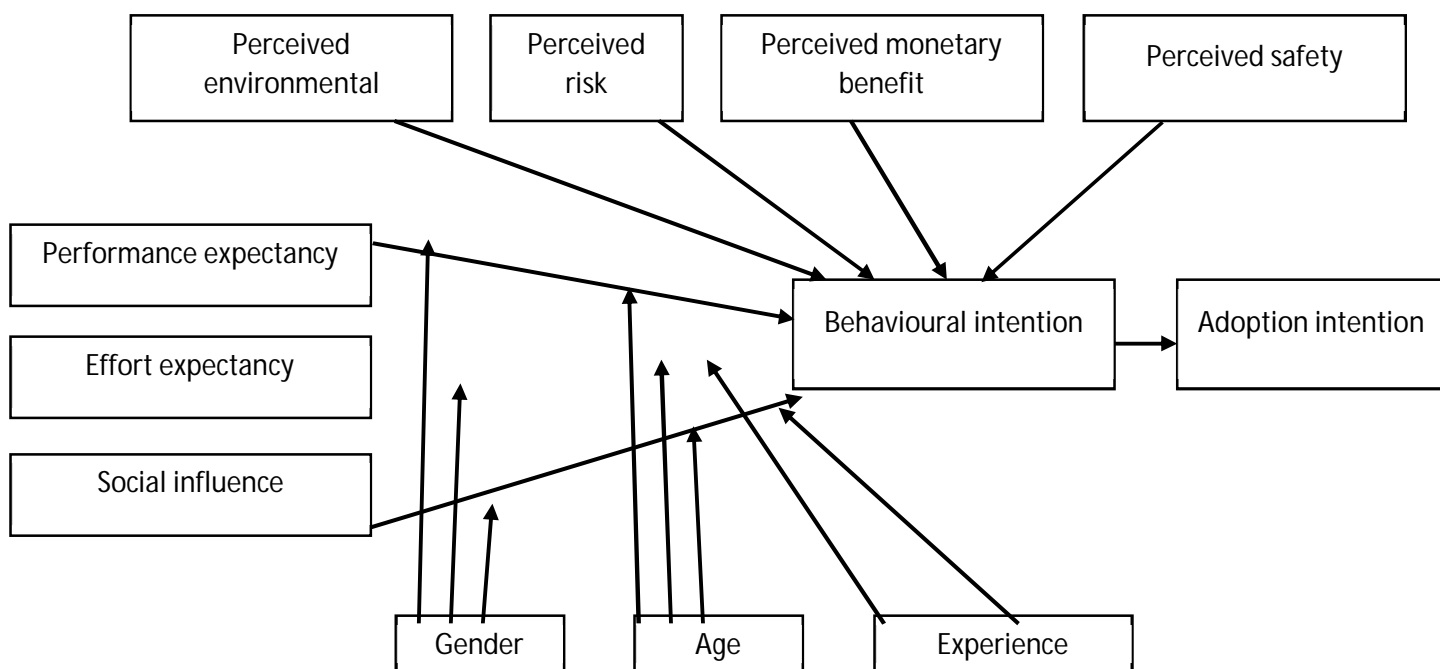 Perceived
environmental
Perceived
risk
Perceived monetary
benefit
Perceived safety
Performance expectancy
Behavioural intention
Adoption intention
Effort expectancy
Social influence
Gender
Age
Experience